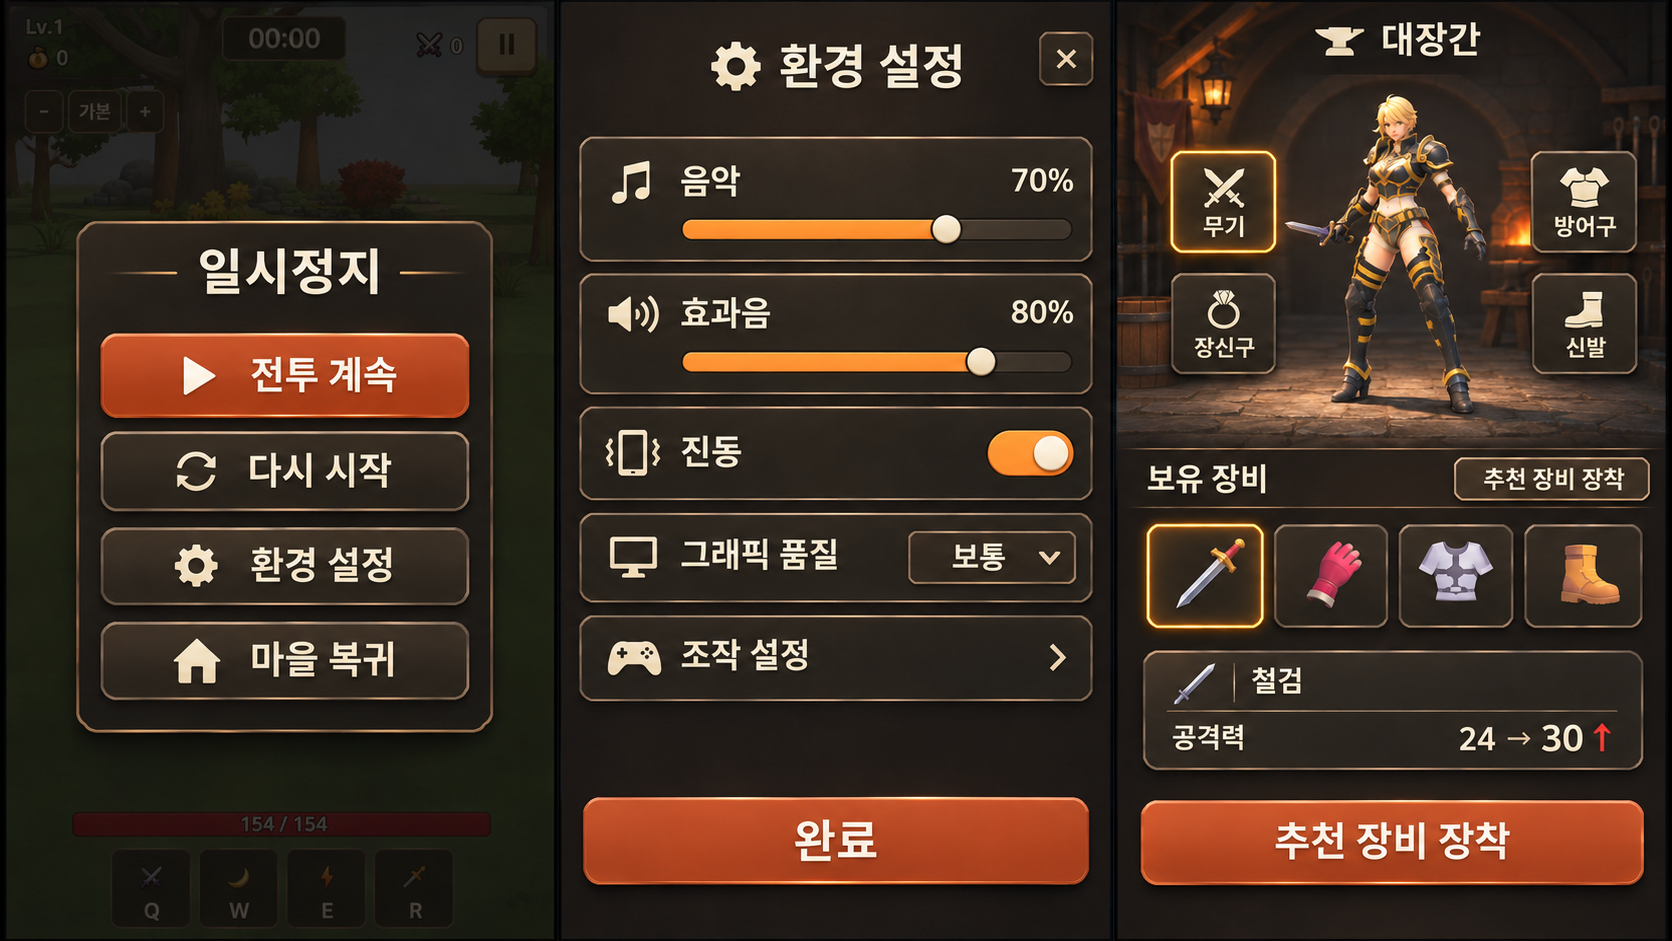 Lv.1
0
00:00
0
-
가본
+
일시정지
전투 계속
다시 시작
환경 설정
마을 복귀
154 / 154
Q
W
E
R
환경 설정
음악
70%
효과음
80%
진동
그래픽 품질
보통
조작 설정
완료
대장간
무기
방어구
장신구
신발
보유 장비
추천 장비 장착
철검
공격력
24 → 30 ↑
추천 장비 장착